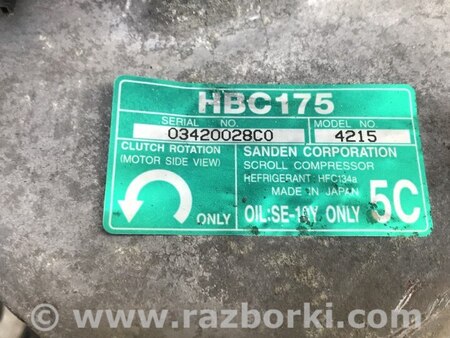 HBC175
SERIAL NO. MODEL NO
03420028C0 4215
CLUTCH ROTATION
(MOTOR SIDE VIEW)
ONLY
SANDEN CORPORATION
SCROLL COMPRESSOR
REFRIGERANT HFC134a
MADE IN JAPAN
OIL:SE-10Y ONLY
5C
© www.razborki.com